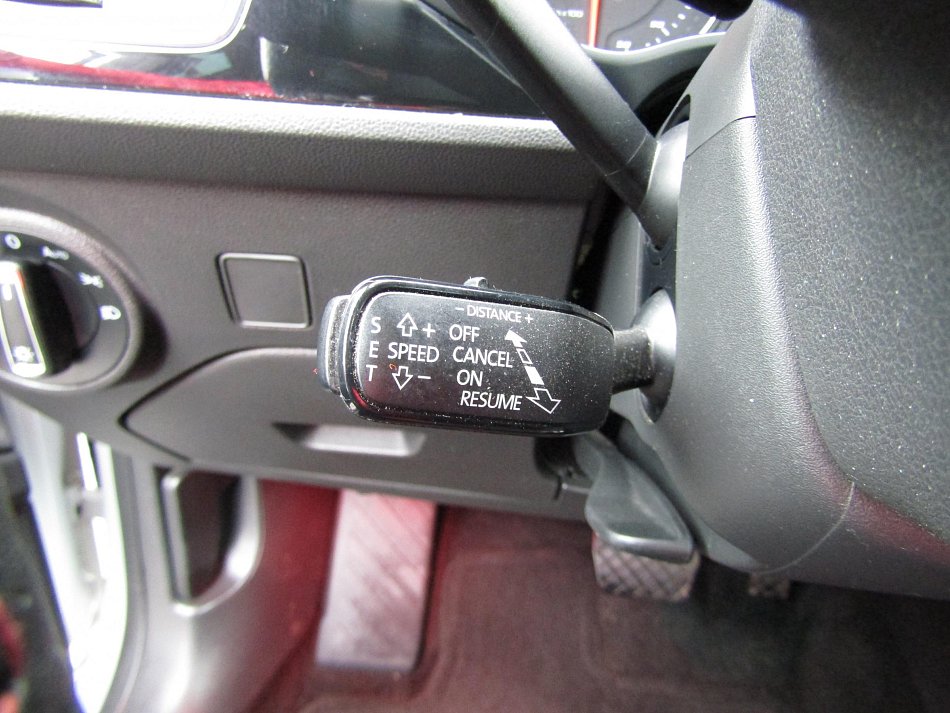 – DISTANCE +
S + OFF
E SPEED CANCEL
T – ON
RESUME